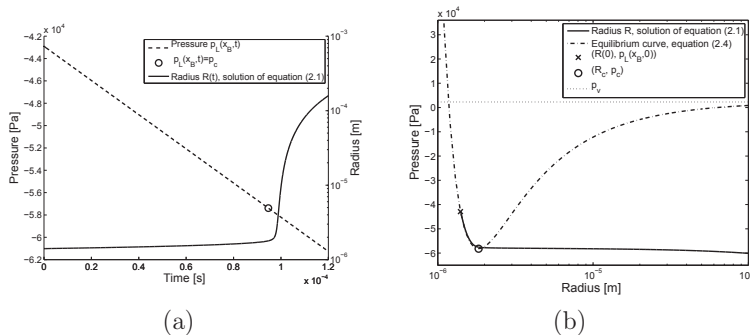 -4.2
x 10⁴
-4.4
-4.6
-4.8
-5
-5.2
-5.4
-5.6
-5.8
-6
-6.2
Pressure [Pa]
Pressure p_L(x_B,t)
p_L(x_B,t)=p_c
Radius R(t), solution of equation (2.1)
10⁻³
10⁻⁴
10⁻⁵
10⁻⁶
Radius [m]
0
0.2
0.4
0.6
0.8
1
1.2
x 10⁻⁴
Time [s]
(a)
x 10⁴
4
3
2
1
0
-1
-2
-3
-4
-5
-6
Pressure [Pa]
Radius R, solution of equation (2.1)
Equilibrium curve, equation (2.4)
(R(0), p_L(x_B,0))
(R_c, p_c)
p_v
10⁻⁶
10⁻⁵
10⁻⁴
Radius [m]
(b)